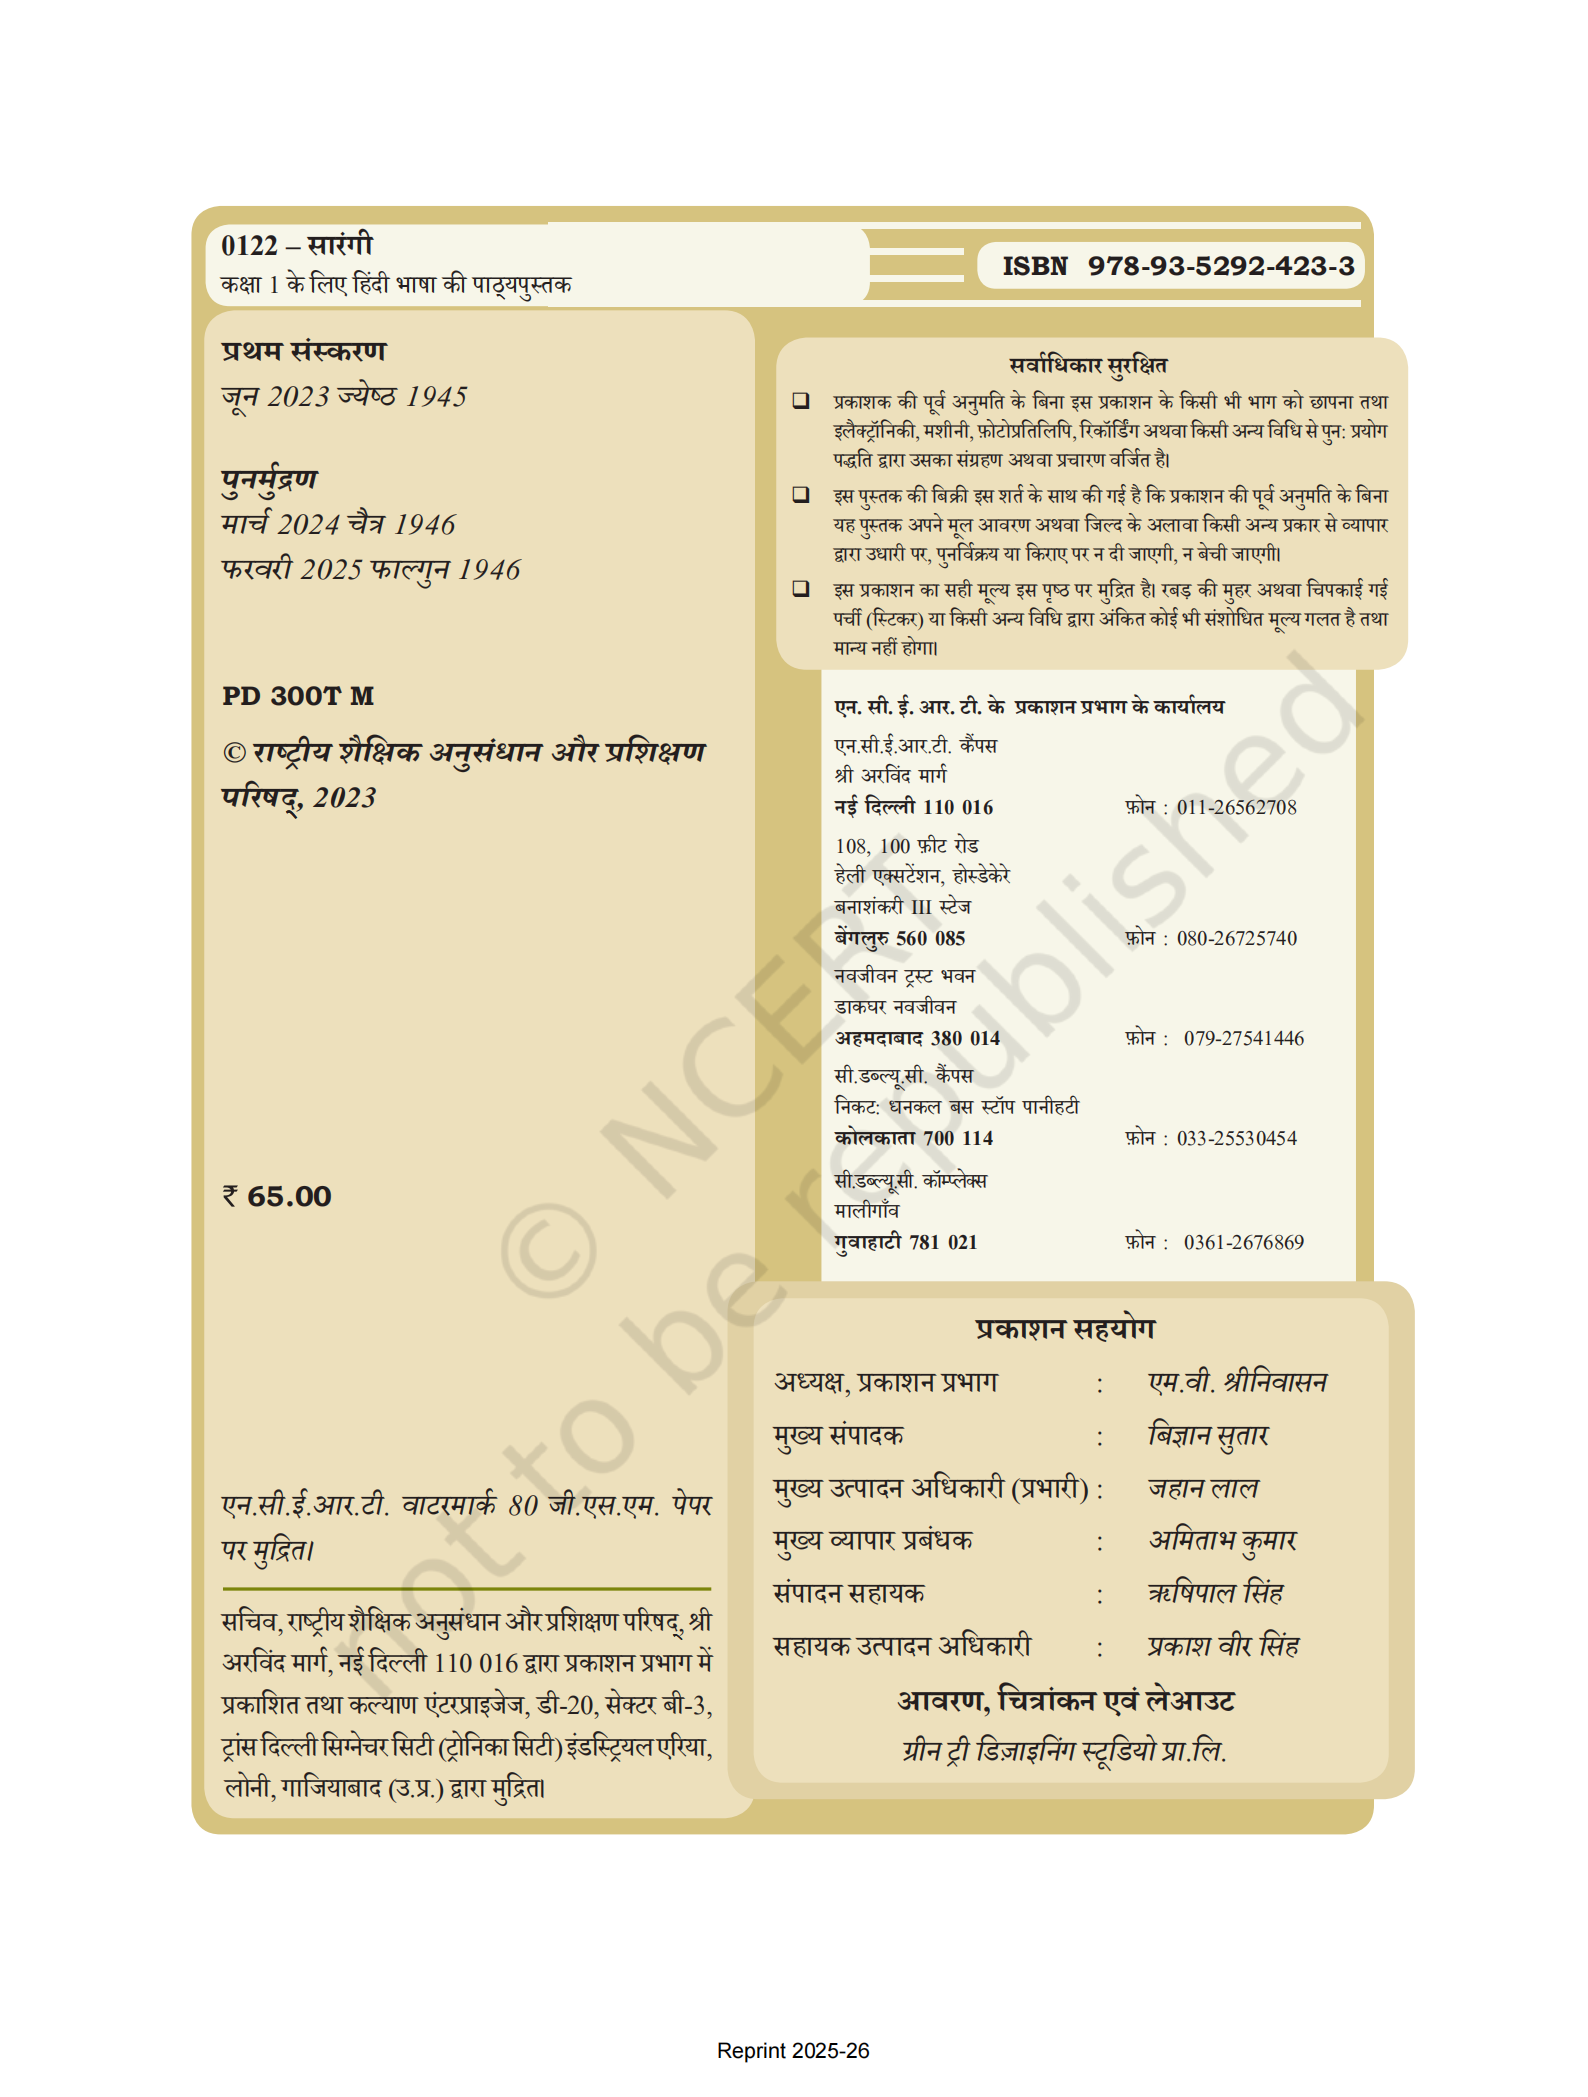 0122 – सारंगी
कक्षा 1 के लिए हिंदी भाषा की पाठ्यपुस्तक
ISBN 978-93-5292-423-3
प्रथम संस्करण
जून 2023 ज्येष्ठ 1945
पुनर्मुद्रण
मार्च 2024 चैत्र 1946
फरवरी 2025 फाल्गुन 1946
PD 300T M
© राष्ट्रीय शैक्षिक अनुसंधान और प्रशिक्षण
परिषद्, 2023
₹ 65.00
एन.सी.ई.आर.टी. वाटरमार्क 80 जी.एस.एम. पेपर
पर मुद्रित।
सचिव, राष्ट्रीय शैक्षिक अनुसंधान और प्रशिक्षण परिषद्, श्री
अरविंद मार्ग, नई दिल्ली 110 016 द्वारा प्रकाशन प्रभाग में
प्रकाशित तथा कल्याण एंटरप्राइजेज, डी-20, सेक्टर बी-3,
ट्रांस दिल्ली सिग्नेचर सिटी (ट्रोनिका सिटी) इंडस्ट्रियल एरिया,
लोनी, गाजियाबाद (उ.प्र.) द्वारा मुद्रित।
सर्वाधिकार सुरक्षित
❑ प्रकाशक की पूर्व अनुमति के बिना इस प्रकाशन के किसी भी भाग को छापना तथा
इलैक्ट्रॉनिकी, मशीनी, फ़ोटोप्रतिलिपि, रिकॉर्डिंग अथवा किसी अन्य विधि से पुन: प्रयोग
पद्धति द्वारा उसका संग्रहण अथवा प्रचारण वर्जित है।
❑ इस पुस्तक की बिक्री इस शर्त के साथ की गई है कि प्रकाशन की पूर्व अनुमति के बिना
यह पुस्तक अपने मूल आवरण अथवा जिल्द के अलावा किसी अन्य प्रकार से व्यापार
द्वारा उधारी पर, पुनर्विक्रय या किराए पर न दी जाएगी, न बेची जाएगी।
❑ इस प्रकाशन का सही मूल्य इस पृष्ठ पर मुद्रित है। रबड़ की मुहर अथवा चिपकाई गई
पर्ची (स्टिकर) या किसी अन्य विधि द्वारा अंकित कोई भी संशोधित मूल्य गलत है तथा
मान्य नहीं होगा।
एन. सी. ई. आर. टी. के प्रकाशन प्रभाग के कार्यालय
एन.सी.ई.आर.टी. कैंपस
श्री अरविंद मार्ग
नई दिल्ली 110 016 फ़ोन : 011-26562708
108, 100 फ़ीट रोड
हेली एक्सटेंशन, होस्डेकेरे
बनाशंकरी III स्टेज
बेंगलुरु 560 085 फ़ोन : 080-26725740
नवजीवन ट्रस्ट भवन
डाकघर नवजीवन
अहमदाबाद 380 014 फ़ोन : 079-27541446
सी.डब्ल्यू.सी. कैंपस
निकट: धनकल बस स्टॉप पानीहटी
कोलकाता 700 114 फ़ोन : 033-25530454
सी.डब्ल्यू.सी. कॉम्प्लेक्स
मालीगाँव
गुवाहाटी 781 021 फ़ोन : 0361-2676869
प्रकाशन सहयोग
अध्यक्ष, प्रकाशन प्रभाग : एम.वी. श्रीनिवासन
मुख्य संपादक : बिज्ञान सुतार
मुख्य उत्पादन अधिकारी (प्रभारी) : जहान लाल
मुख्य व्यापार प्रबंधक : अमिताभ कुमार
संपादन सहायक : ऋषिपाल सिंह
सहायक उत्पादन अधिकारी : प्रकाश वीर सिंह
आवरण, चित्रांकन एवं लेआउट
ग्रीन ट्री डिज़ाइनिंग स्टूडियो प्रा.लि.
© NCERT
not to be republished
Reprint 2025-26